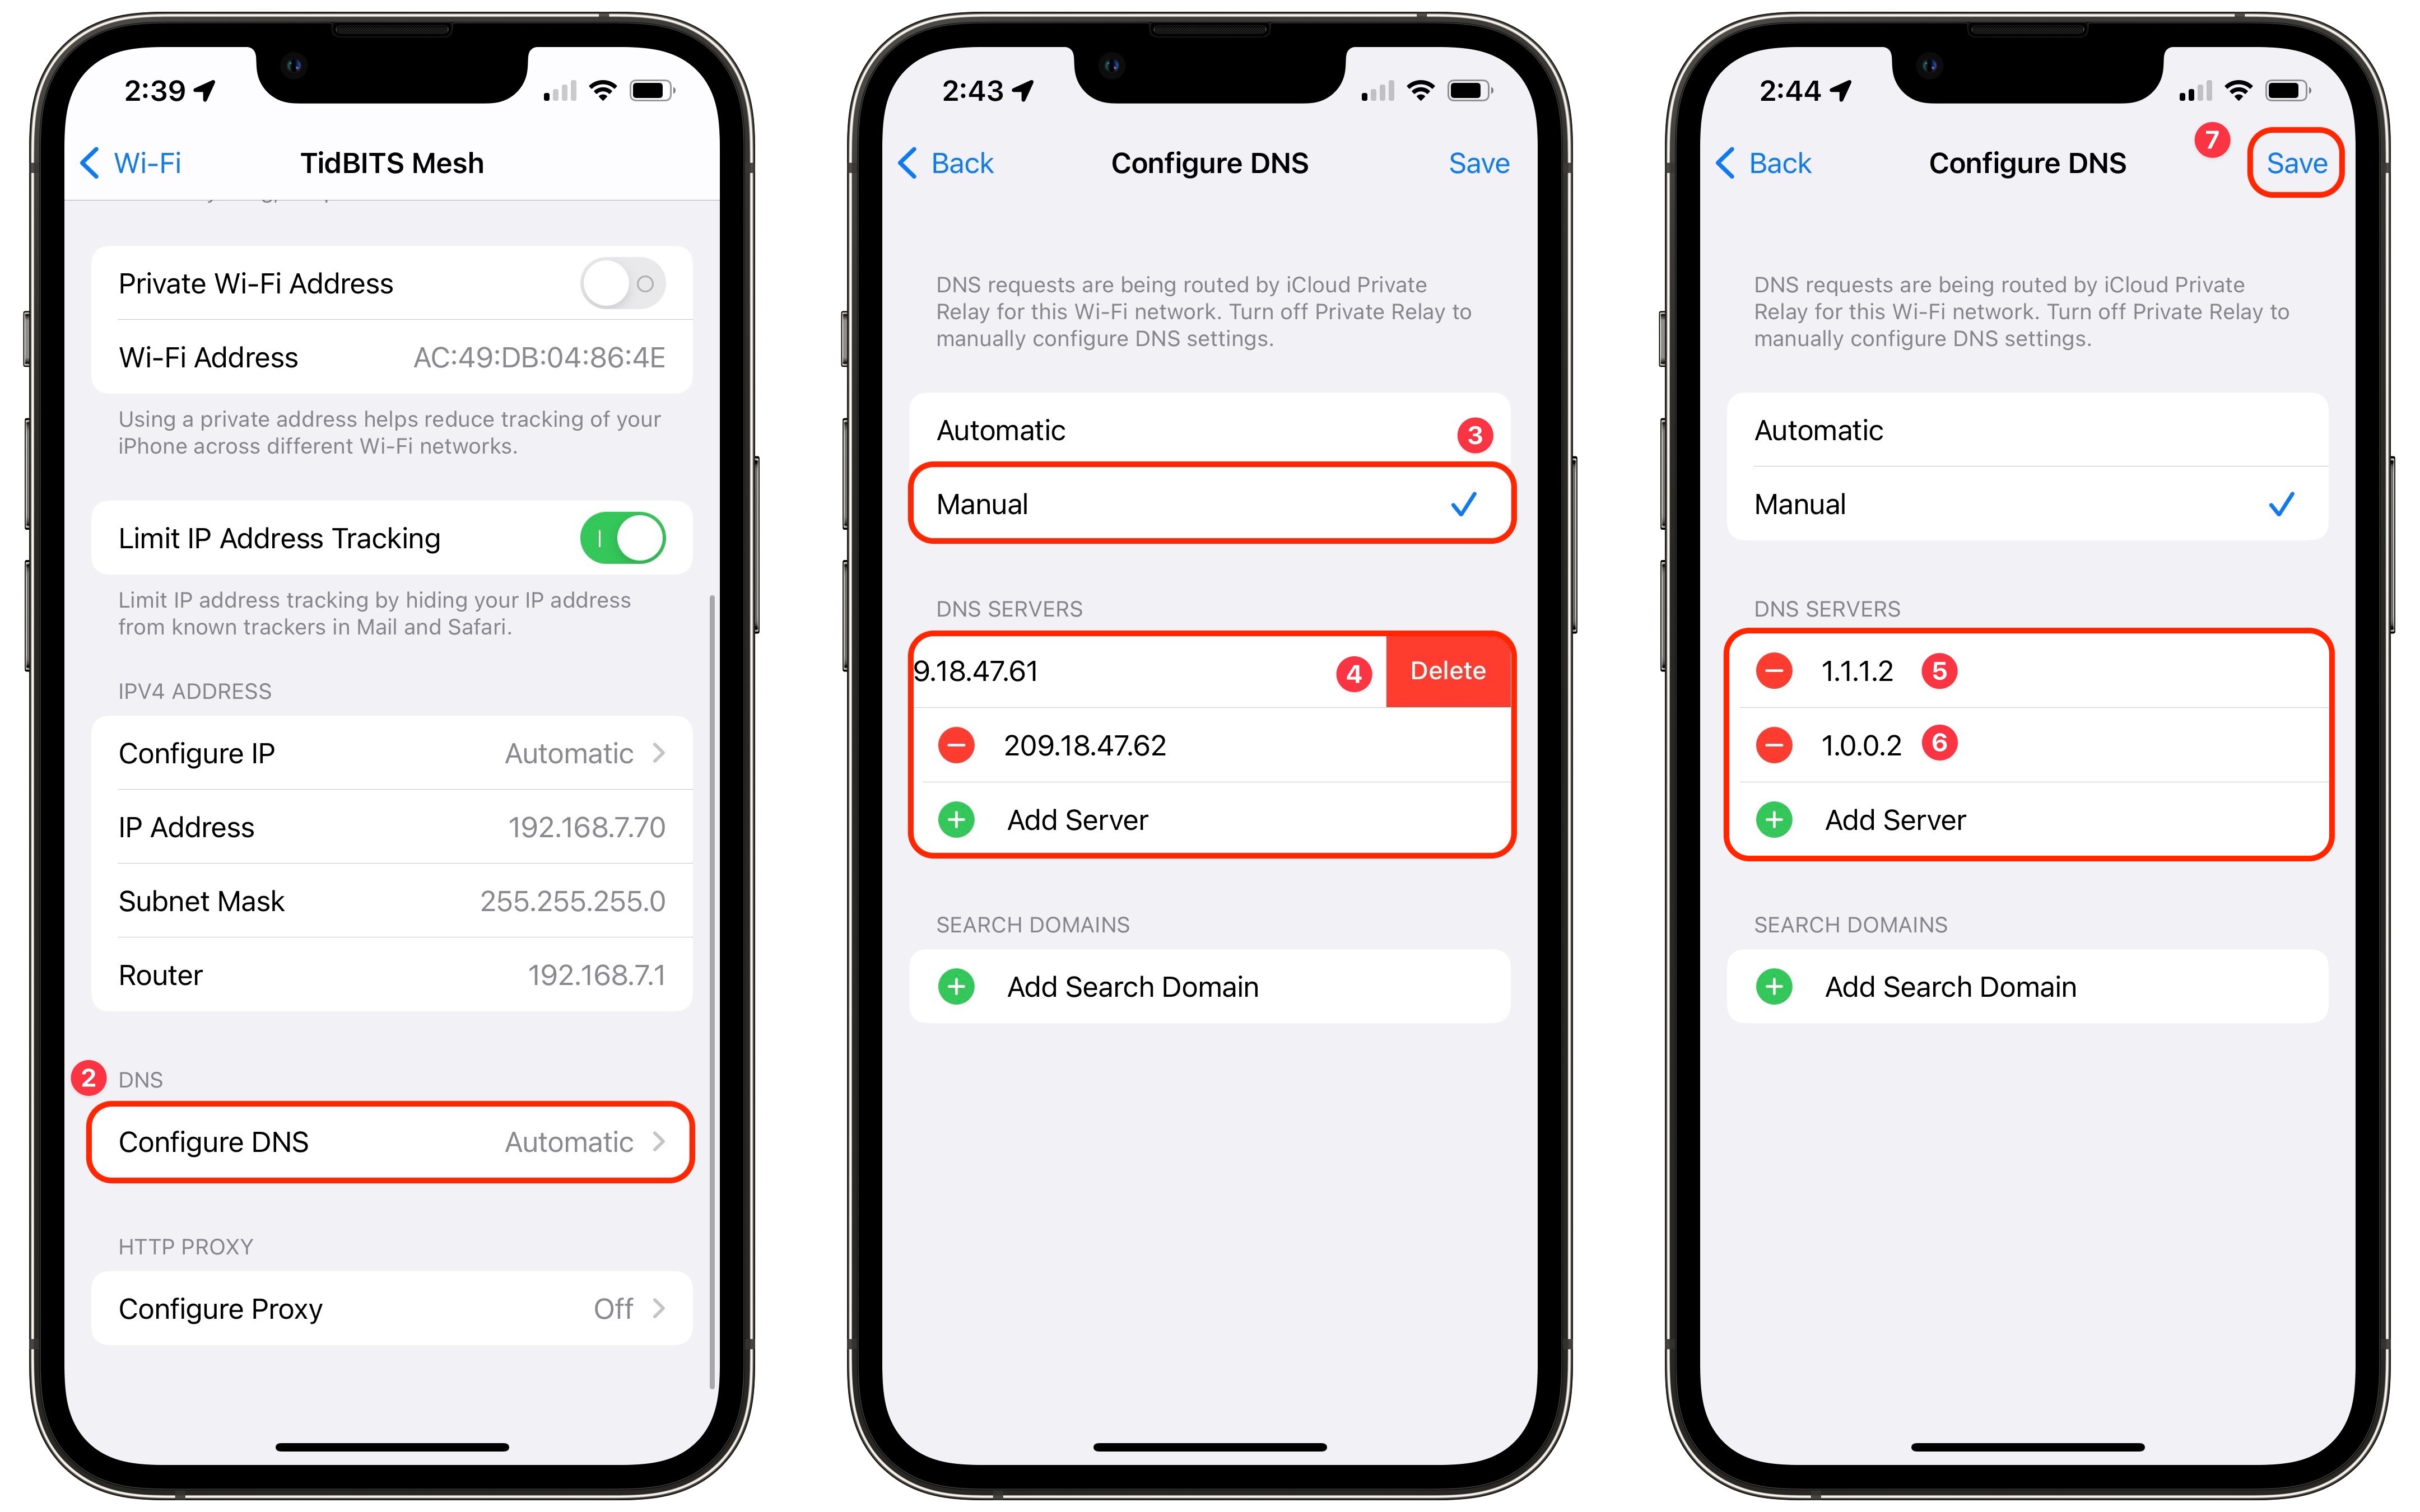 2:39
Wi-Fi
TidBITS Mesh
Private Wi-Fi Address
Wi-Fi Address AC:49:DB:04:86:4E
Using a private address helps reduce tracking of your
iPhone across different Wi-Fi networks.
Limit IP Address Tracking
Limit IP address tracking by hiding your IP address
from known trackers in Mail and Safari.
IPV4 ADDRESS
Configure IP Automatic
IP Address 192.168.7.70
Subnet Mask 255.255.255.0
Router 192.168.7.1
2 DNS
Configure DNS Automatic
HTTP PROXY
Configure Proxy Off
2:43
Back Configure DNS Save
DNS requests are being routed by iCloud Private
Relay for this Wi-Fi network. Turn off Private Relay to
manually configure DNS settings.
Automatic 3
Manual
DNS SERVERS
9.18.47.61 4 Delete
209.18.47.62
Add Server
SEARCH DOMAINS
Add Search Domain
2:44
7
Back Configure DNS Save
DNS requests are being routed by iCloud Private
Relay for this Wi-Fi network. Turn off Private Relay to
manually configure DNS settings.
Automatic
Manual
DNS SERVERS
1.1.1.2 5
1.0.0.2 6
Add Server
SEARCH DOMAINS
Add Search Domain